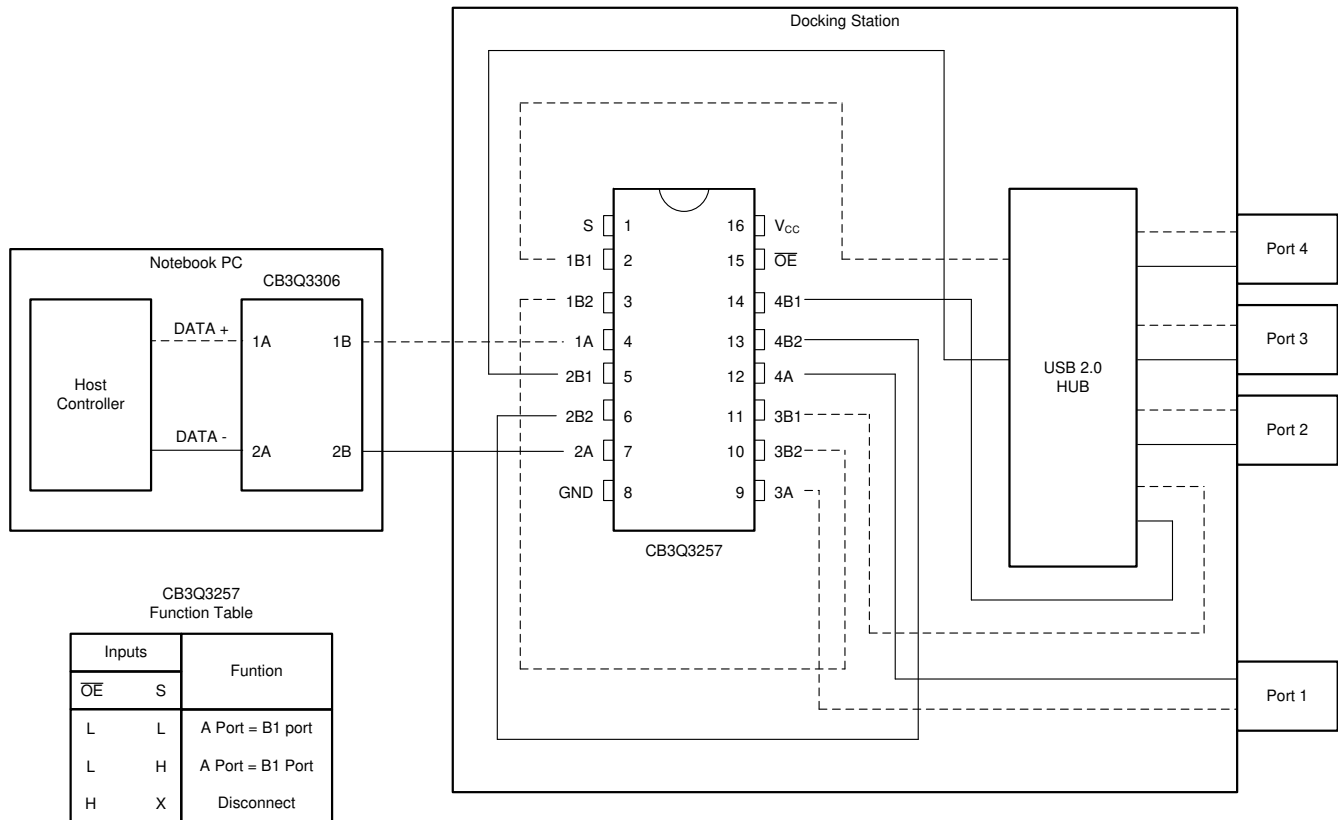 Docking Station
S 1 16 VCC
1B1 2 15 OE
1B2 3 14 4B1
1A 4 13 4B2
2B1 5 12 4A
2B2 6 11 3B1
2A 7 10 3B2
GND 8 9 3A
CB3Q3257
Notebook PC
CB3Q3306
Host
Controller
DATA +
1A 1B
DATA -
2A 2B
USB 2.0
HUB
Port 4
Port 3
Port 2
Port 1
CB3Q3257
Function Table
Inputs Funtion
OE S
L L A Port = B1 port
L H A Port = B1 Port
H X Disconnect